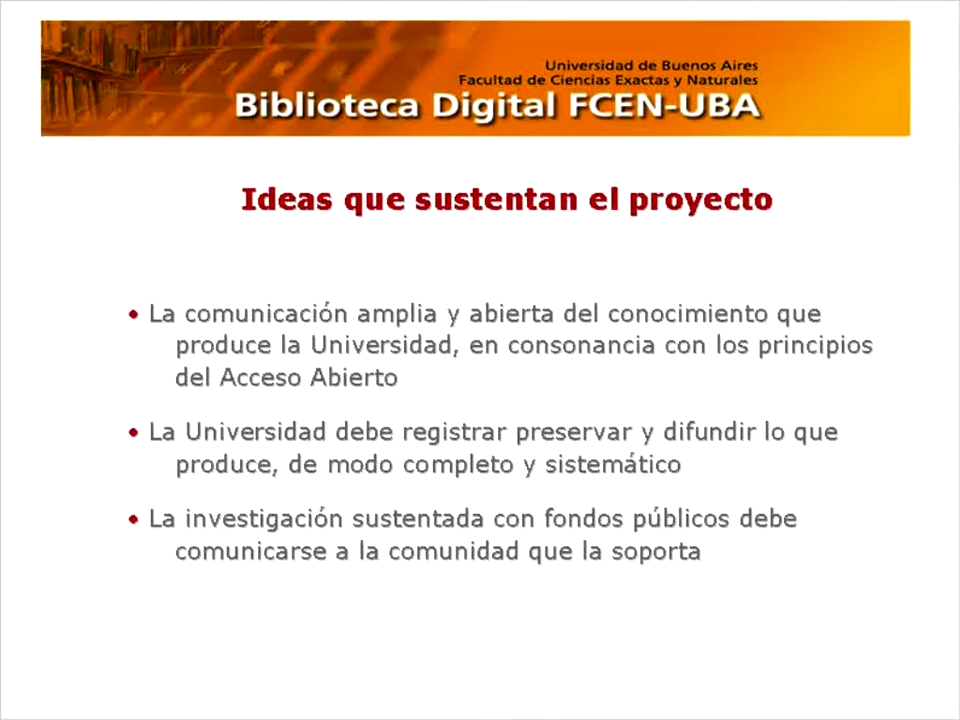 Universidad de Buenos Aires
Facultad de Ciencias Exactas y Naturales
Biblioteca Digital FCEN-UBA
Ideas que sustentan el proyecto
• La comunicación amplia y abierta del conocimiento que
produce la Universidad, en consonancia con los principios
del Acceso Abierto
• La Universidad debe registrar preservar y difundir lo que
produce, de modo completo y sistemático
• La investigación sustentada con fondos públicos debe
comunicarse a la comunidad que la soporta